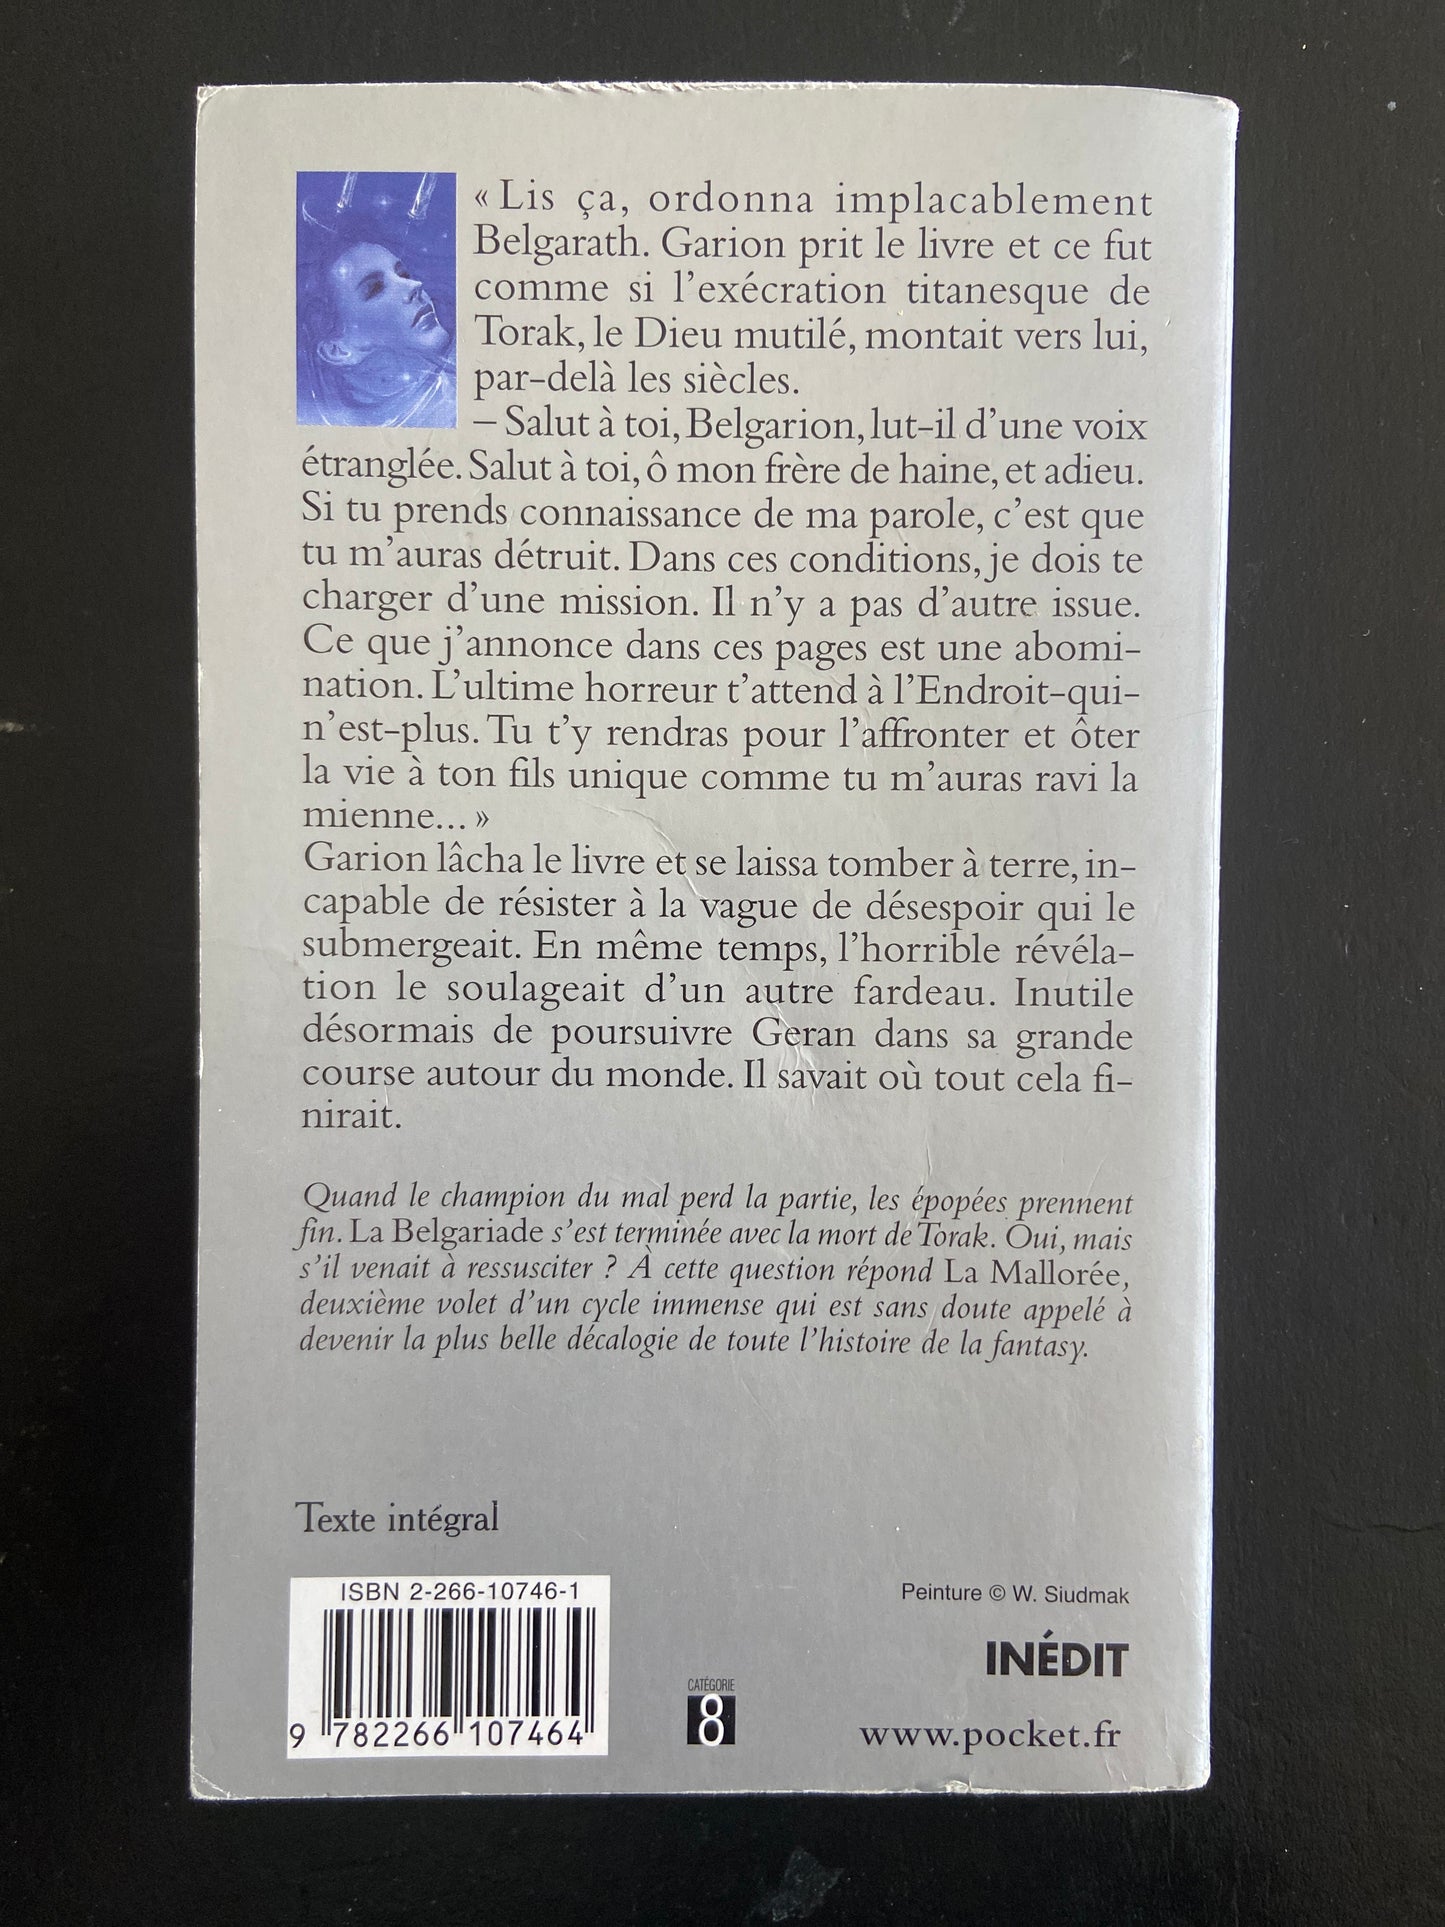 « Lis ça, ordonna implacablement
Belgarath. Garion prit le livre et ce fut
comme si l'exécration titanesque de
Torak, le Dieu mutilé, montait vers lui,
par-delà les siècles.
– Salut à toi, Belgarion, lut-il d'une voix
étranglée. Salut à toi, ô mon frère de haine, et adieu.
Si tu prends connaissance de ma parole, c'est que
tu m'auras détruit. Dans ces conditions, je dois te
charger d'une mission. Il n'y a pas d'autre issue.
Ce que j'annonce dans ces pages est une abomi-
nation. L'ultime horreur t'attend à l'Endroit-qui-
n'est-plus. Tu t'y rendras pour l'affronter et ôter
la vie à ton fils unique comme tu m'auras ravi la
mienne... »
Garion lâcha le livre et se laissa tomber à terre, in-
capable de résister à la vague de désespoir qui le
submergeait. En même temps, l'horrible révéla-
tion le soulageait d'un autre fardeau. Inutile
désormais de poursuivre Geran dans sa grande
course autour du monde. Il savait où tout cela fi-
nirait.
Quand le champion du mal perd la partie, les épopées prennent
fin. La Belgariade s'est terminée avec la mort de Torak. Oui, mais
s'il venait à ressusciter ? À cette question répond La Mallorée,
deuxième volet d'un cycle immense qui est sans doute appelé à
devenir la plus belle décalogie de toute l'histoire de la fantasy.
Texte intégral
ISBN 2-266-10746-1
9 782266 107464
CATÉGORIE
8
Peinture © W. Siudmak
INÉDIT
www.pocket.fr